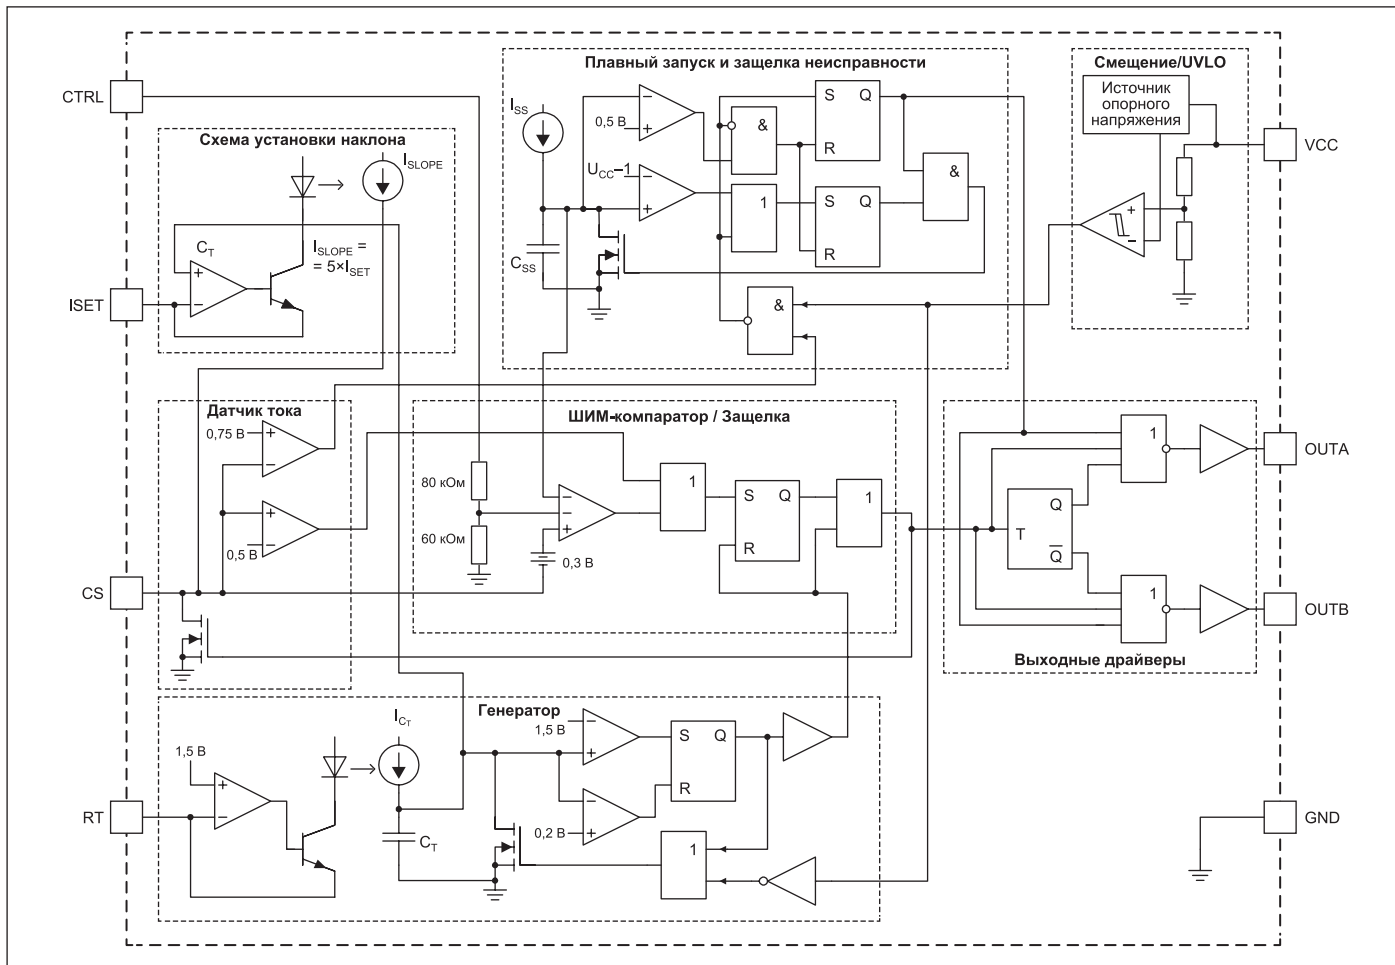 Плавный запуск и защелка неисправности
Смещение/UVLO
Источник
опорного
напряжения
CTRL
VCC
I_SS
0,5 В
&
S
Q
R
Схема установки наклона
I_SLOPE
U_CC–1
1
S
Q
R
&
C_T
I_SLOPE =
= 5×I_SET
C_SS
ISET
&
+
−
Датчик тока
ШИМ-компаратор / Защелка
0,75 В
0,5 В
80 кОм
60 кОм
0,3 В
1
S
Q
R
1
T
Q
Q
1
1
OUTA
OUTB
CS
Выходные драйверы
Генератор
1,5 В
I_CT
C_T
1,5 В
0,2 В
S
Q
R
1
RT
GND